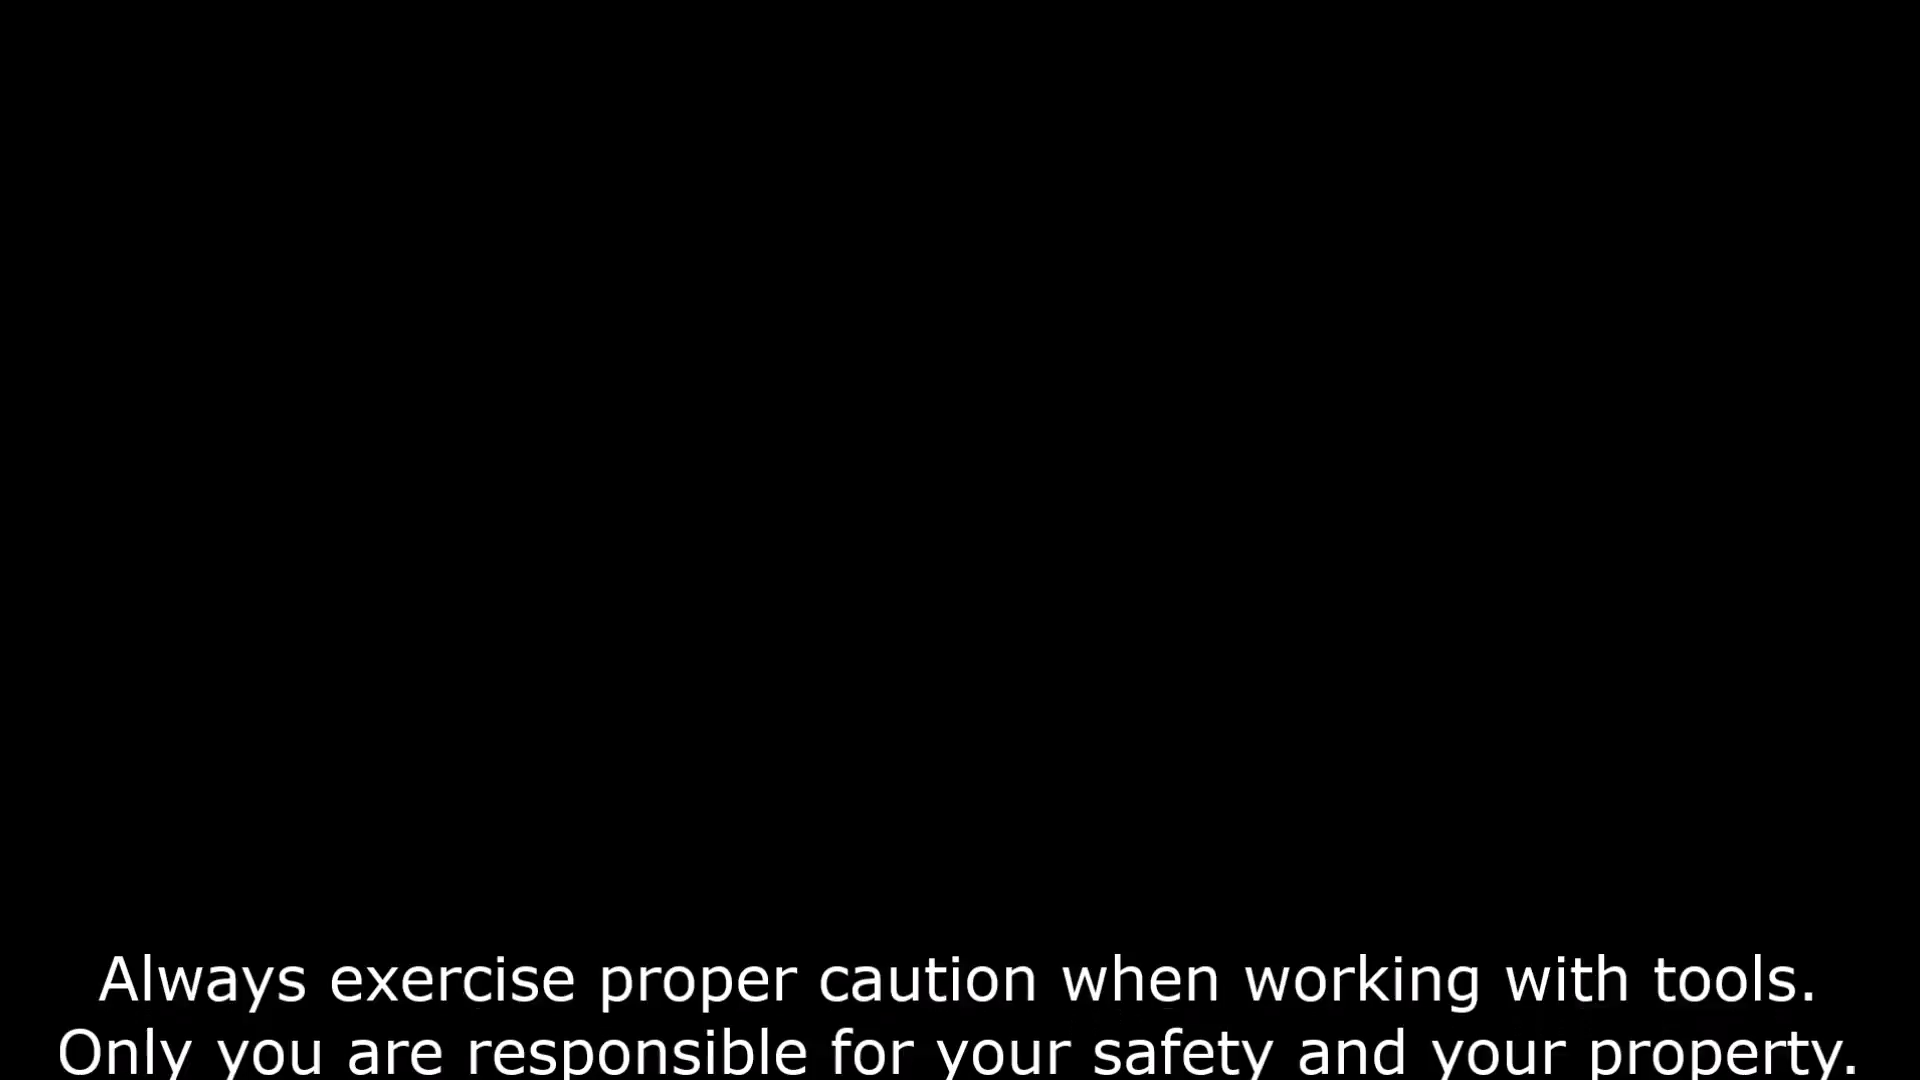 Always exercise proper caution when working with tools.
Only you are responsible for your safety and your property.